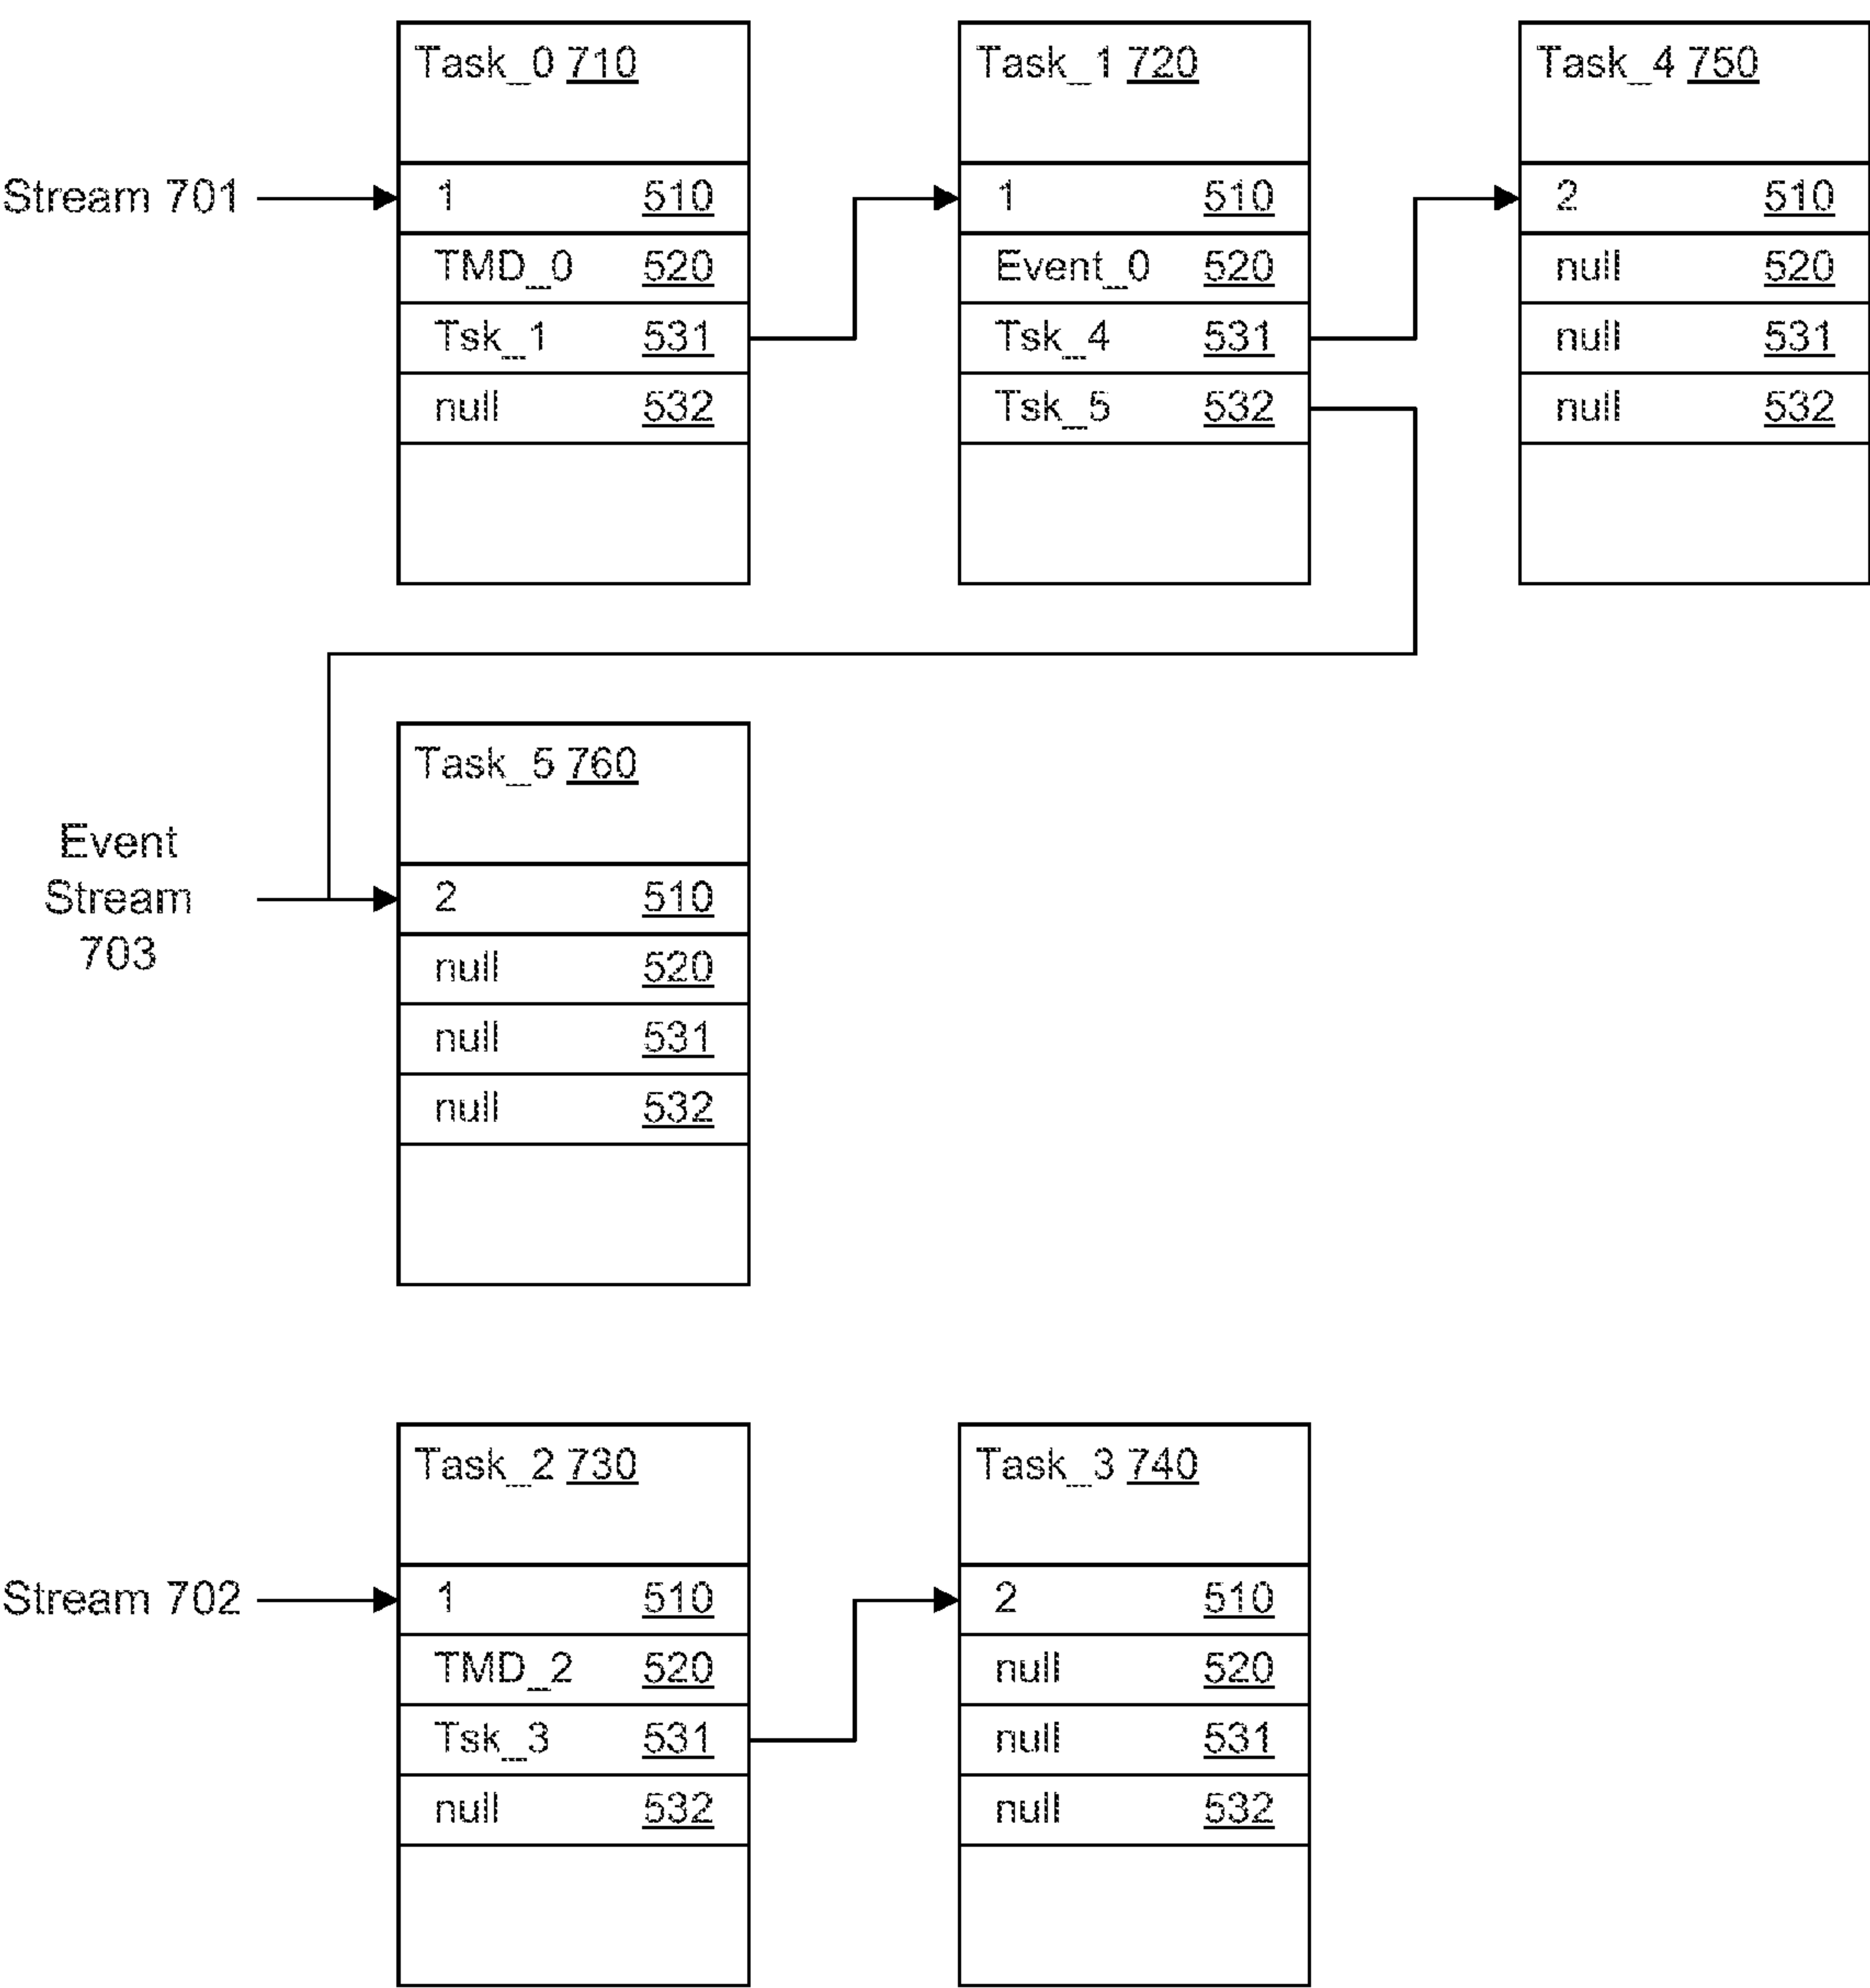 Task_0 710
Task_1 720
Task_4 750
Stream 701
1 510
1 510
2 510
TMD_0 520
Event_0 520
null 520
Tsk_1 531
Tsk_4 531
null 531
null 532
Tsk_5 532
null 532
Task_5 760
Event
Stream
703
2 510
null 520
null 531
null 532
Task_2 730
Task_3 740
Stream 702
1 510
2 510
TMD_2 520
null 520
Tsk_3 531
null 531
null 532
null 532